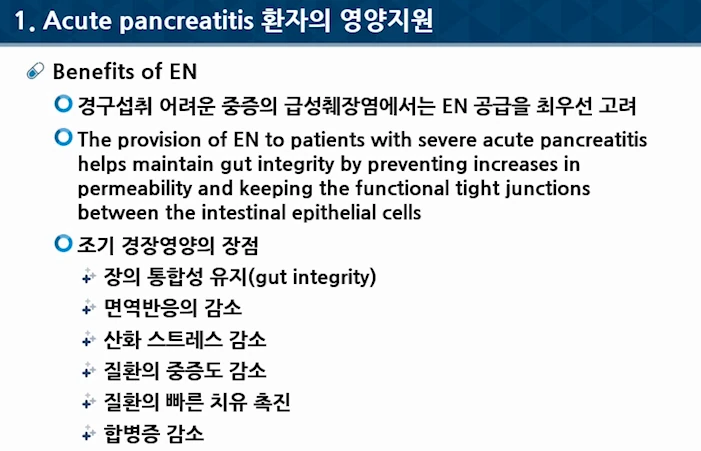 1. Acute pancreatitis 환자의 영양지원
Benefits of EN
경구섭취 어려운 중증의 급성췌장염에서는 EN 공급을 최우선 고려
The provision of EN to patients with severe acute pancreatitis
helps maintain gut integrity by preventing increases in
permeability and keeping the functional tight junctions
between the intestinal epithelial cells
조기 경장영양의 장점
장의 통합성 유지(gut integrity)
면역반응의 감소
산화 스트레스 감소
질환의 중증도 감소
질환의 빠른 치유 촉진
합병증 감소